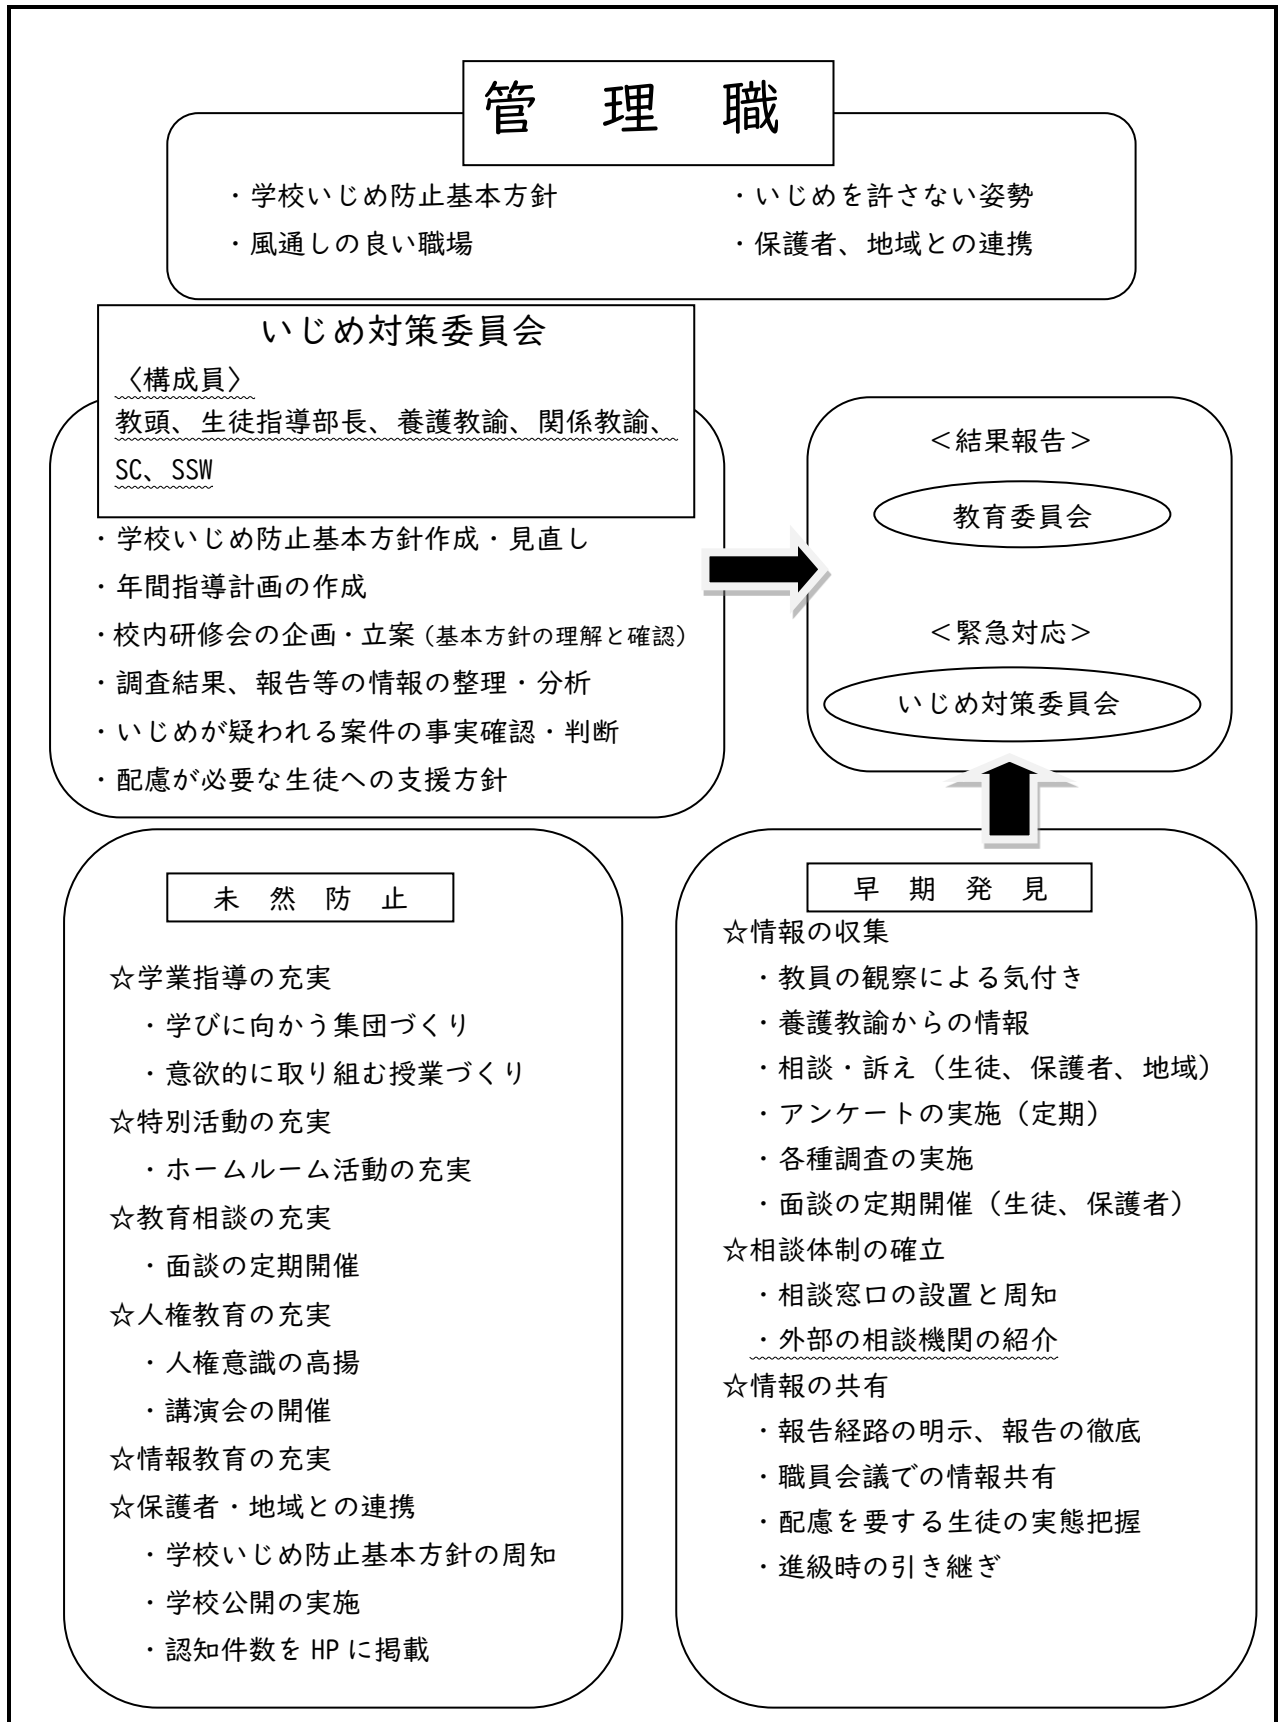 管　理　職
・学校いじめ防止基本方針
・いじめを許さない姿勢
・風通しの良い職場
・保護者、地域との連携
いじめ対策委員会
〈構成員〉
教頭、生徒指導部長、養護教諭、関係教諭、
SC、SSW
・学校いじめ防止基本方針作成・見直し
・年間指導計画の作成
・校内研修会の企画・立案（基本方針の理解と確認）
・調査結果、報告等の情報の整理・分析
・いじめが疑われる案件の事実確認・判断
・配慮が必要な生徒への支援方針
＜結果報告＞
教育委員会
＜緊急対応＞
いじめ対策委員会
未　然　防　止
☆学業指導の充実
・学びに向かう集団づくり
・意欲的に取り組む授業づくり
☆特別活動の充実
・ホームルーム活動の充実
☆教育相談の充実
・面談の定期開催
☆人権教育の充実
・人権意識の高揚
・講演会の開催
☆情報教育の充実
☆保護者・地域との連携
・学校いじめ防止基本方針の周知
・学校公開の実施
・認知件数を HP に掲載
早　期　発　見
☆情報の収集
・教員の観察による気付き
・養護教諭からの情報
・相談・訴え（生徒、保護者、地域）
・アンケートの実施（定期）
・各種調査の実施
・面談の定期開催（生徒、保護者）
☆相談体制の確立
・相談窓口の設置と周知
・外部の相談機関の紹介
☆情報の共有
・報告経路の明示、報告の徹底
・職員会議での情報共有
・配慮を要する生徒の実態把握
・進級時の引き継ぎ